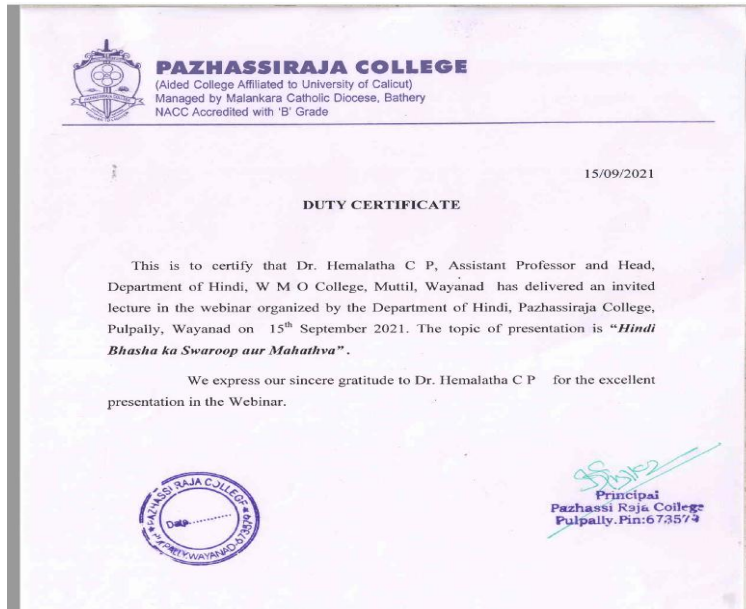 PAZHASSIRAJA COLLEGE
(Aided College Affiliated to University of Calicut)
Managed by Malankara Catholic Diocese, Bathery
NACC Accredited with 'B' Grade
15/09/2021
DUTY CERTIFICATE
This is to certify that Dr. Hemalatha C P, Assistant Professor and Head,
Department of Hindi, W M O College, Muttil, Wayanad has delivered an invited
lecture in the webinar organized by the Department of Hindi, Pazhassiraja College,
Pulpally, Wayanad on 15th September 2021. The topic of presentation is "Hindi
Bhasha ka Swaroop aur Mahathva".
We express our sincere gratitude to Dr. Hemalatha C P for the excellent
presentation in the Webinar.
PAZHASSI RAJA COLLEGE
Date............
PULPALLY.WAYANAD-673579
Principal
Pazhassi Raja College
Pulpally.Pin:673579